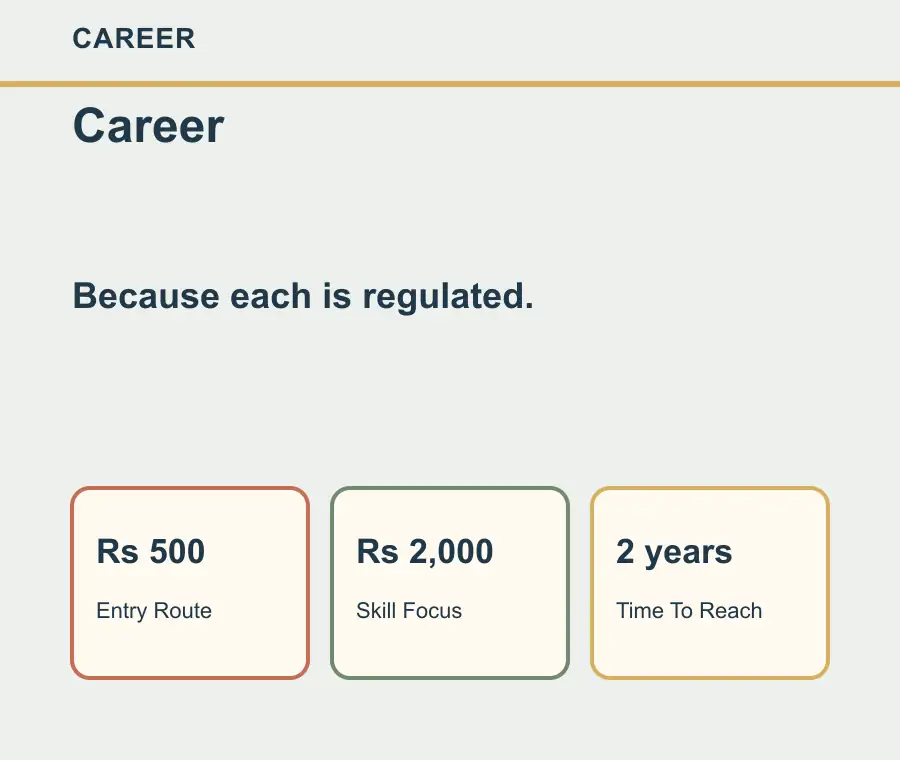 CAREER
Career
Because each is regulated.
Rs 500
Entry Route
Rs 2,000
Skill Focus
2 years
Time To Reach